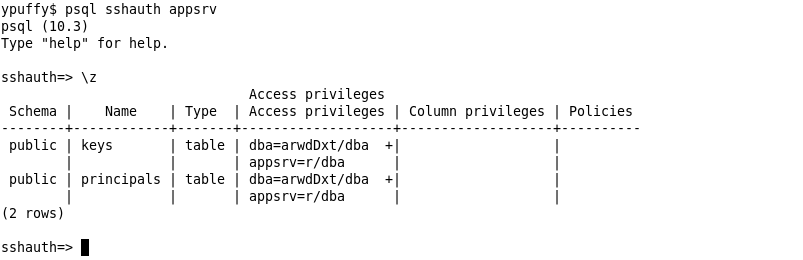 ypuffy$ psql sshauth appsrv
psql (10.3)
Type "help" for help.
sshauth=> \z
                               Access privileges
 Schema |    Name    | Type  | Access privileges | Column privileges | Policies
--------+------------+-------+-------------------+-------------------+----------
 public | keys       | table | dba=arwdDxt/dba  +|                   |
        |            |       | appsrv=r/dba      |                   |
 public | principals | table | dba=arwdDxt/dba  +|                   |
        |            |       | appsrv=r/dba      |                   |
(2 rows)
sshauth=>